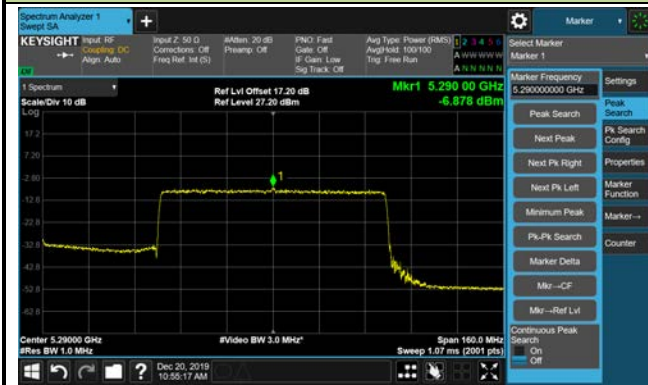 Spectrum Analyzer 1
Swept SA
Marker
KEYSIGHT
Input: RF
Coupling: DC
Align: Auto
Input Z: 50 Ω
Corrections: Off
Freq Ref: Int (S)
#Atten: 20 dB
Preamp: Off
PNO: Fast
Gate: Off
IF Gain: Low
Sig Track: Off
Avg Type: Power (RMS)
Avg|Hold: 100/100
Trig: Free Run
1 2 3 4 5 6
A W W W W W
A N N N N N
Select Marker
Marker 1
1 Spectrum
Scale/Div 10 dB
Log
Ref Lvl Offset 17.20 dB
Ref Level 27.20 dBm
Mkr1 5.290 00 GHz
-6.878 dBm
17.2
7.20
-2.80
-12.8
-22.8
-32.8
-42.8
-52.8
-62.8
1
Center 5.29000 GHz
#Res BW 1.0 MHz
#Video BW 3.0 MHz*
Span 160.0 MHz
Sweep 1.07 ms (2001 pts)
Dec 20, 2019
10:55:17 AM
Marker Frequency
5.290000000 GHz
Peak Search
Next Peak
Next Pk Right
Next Pk Left
Minimum Peak
Pk-Pk Search
Marker Delta
Mkr→CF
Mkr→Ref Lvl
Continuous Peak
Search
On
Off
Settings
Peak
Search
Pk Search
Config
Properties
Marker
Function
Marker→
Counter